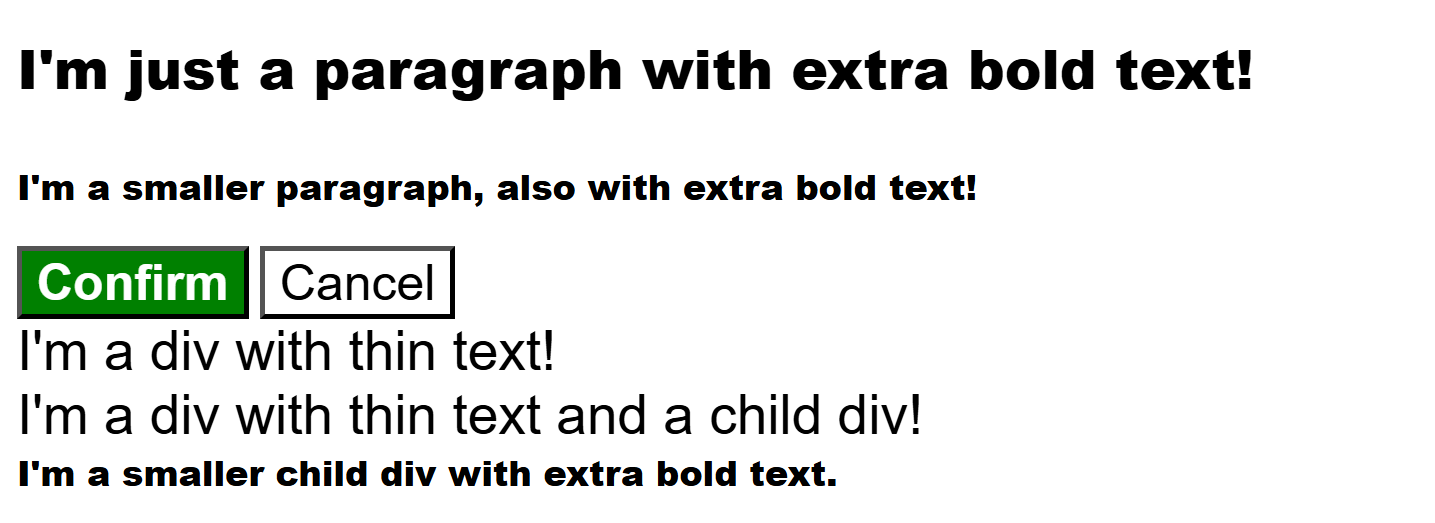 I'm just a paragraph with extra bold text!
I'm a smaller paragraph, also with extra bold text!
Confirm Cancel
I'm a div with thin text!
I'm a div with thin text and a child div!
I'm a smaller child div with extra bold text.